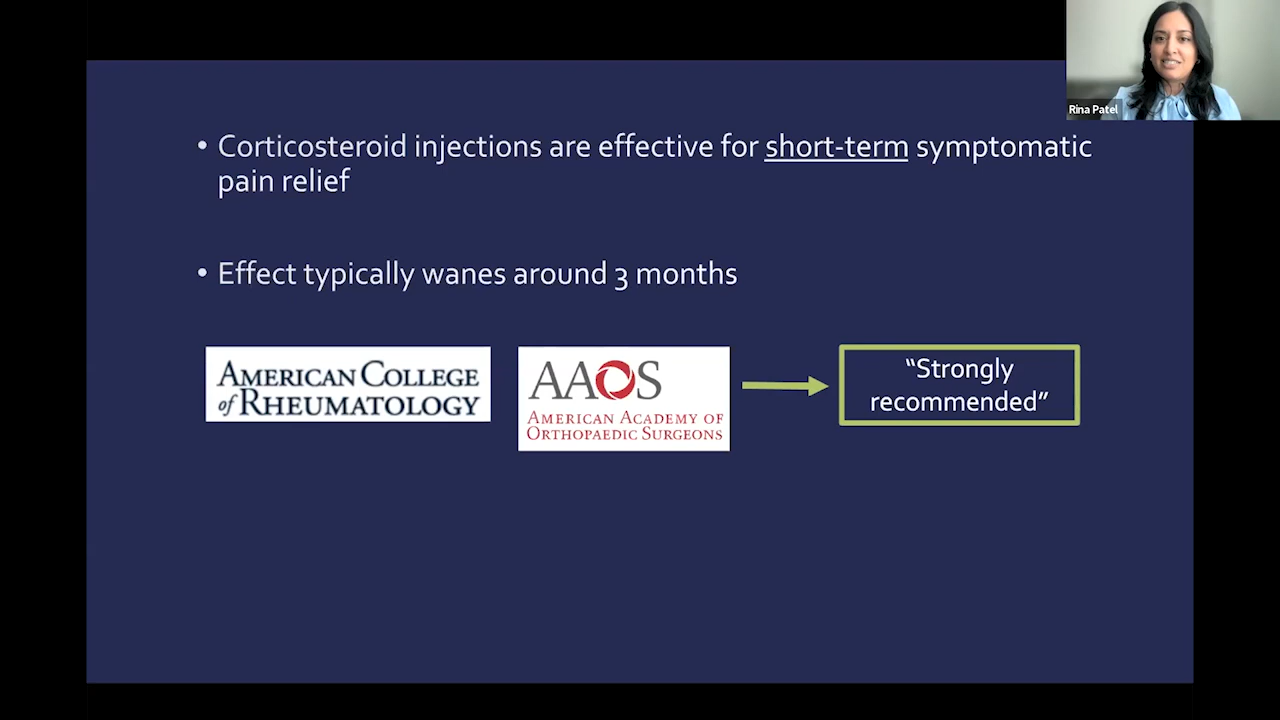 Rina Patel
• Corticosteroid injections are effective for short-term symptomatic
pain relief
• Effect typically wanes around 3 months
AMERICAN COLLEGE
of RHEUMATOLOGY
AAOS
AMERICAN ACADEMY OF
ORTHOPAEDIC SURGEONS
“Strongly
recommended”